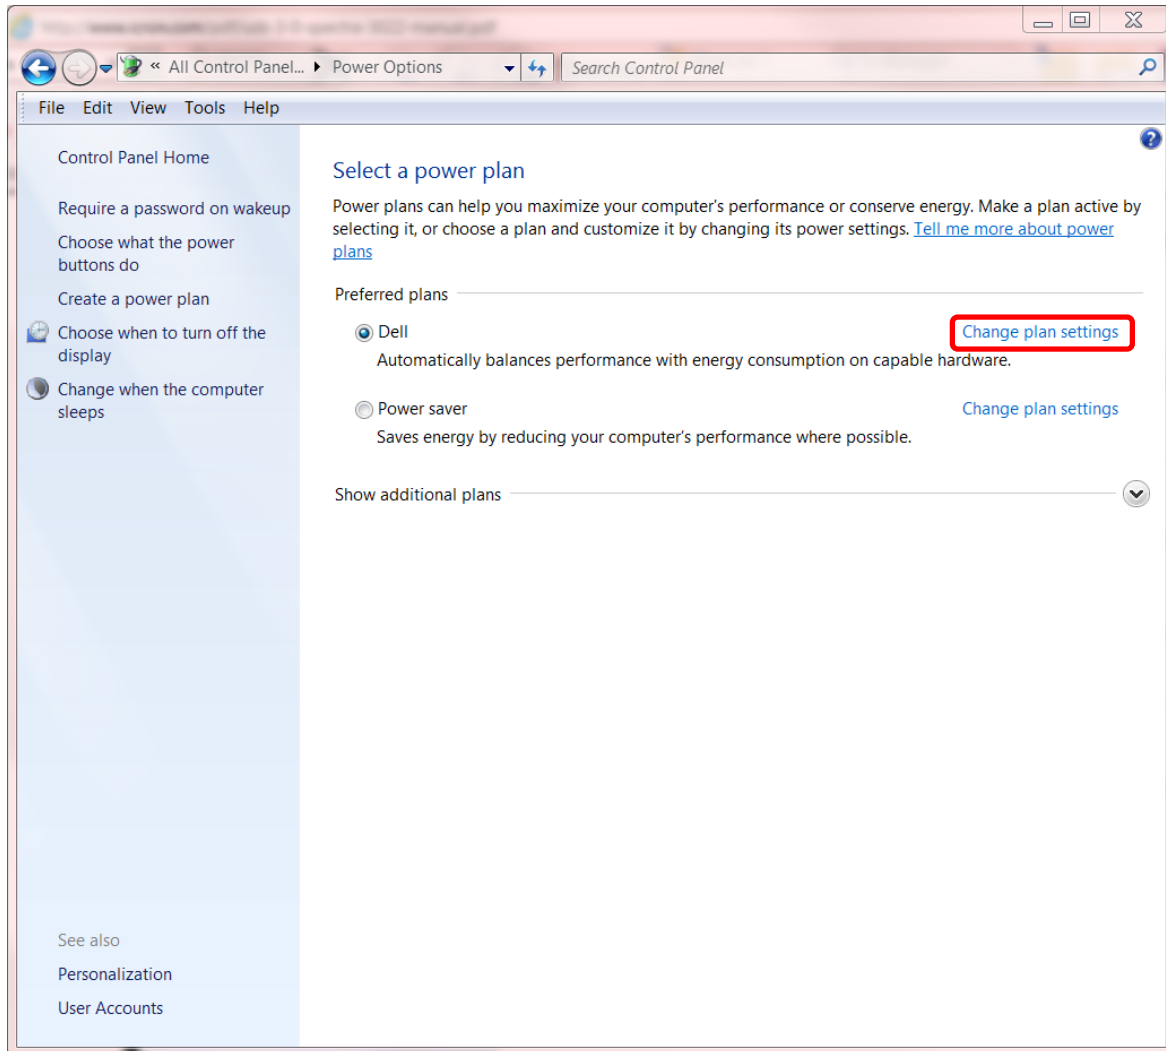 « All Control Panel... ▸ Power Options
Search Control Panel
File Edit View Tools Help
Control Panel Home
Require a password on wakeup
Choose what the power
buttons do
Create a power plan
Choose when to turn off the
display
Change when the computer
sleeps
See also
Personalization
User Accounts
Select a power plan
Power plans can help you maximize your computer's performance or conserve energy. Make a plan active by
selecting it, or choose a plan and customize it by changing its power settings. Tell me more about power
plans
Preferred plans
Dell Change plan settings
Automatically balances performance with energy consumption on capable hardware.
Power saver Change plan settings
Saves energy by reducing your computer's performance where possible.
Show additional plans